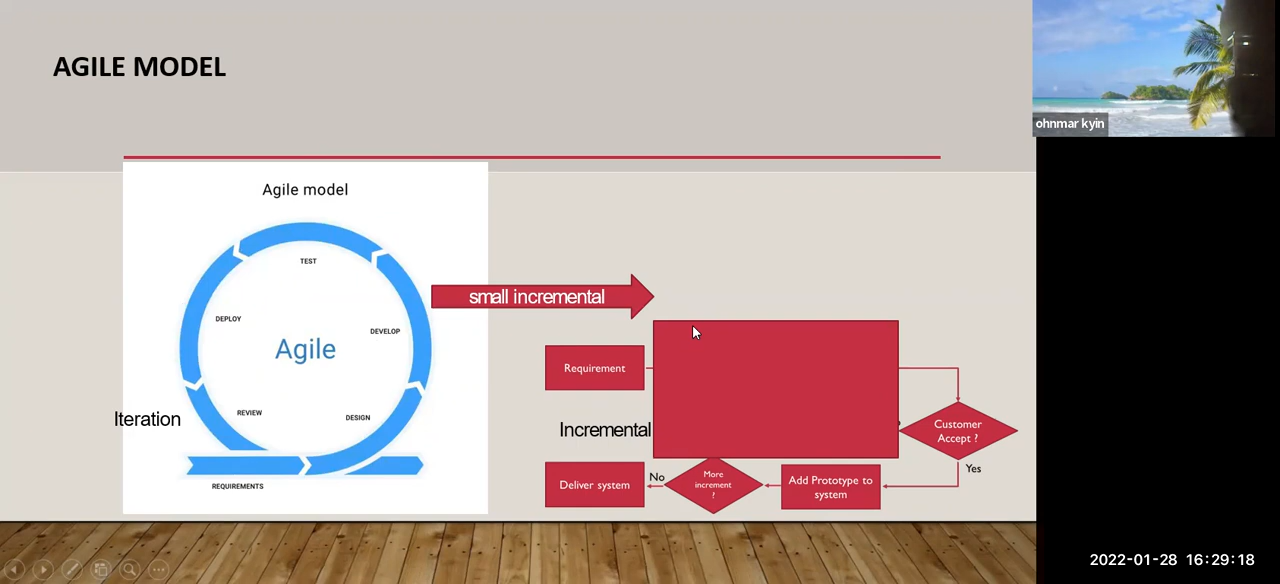 AGILE MODEL
ohnmar kyin
Agile model
TEST
DEPLOY
DEVELOP
Agile
REVIEW
DESIGN
Iteration
REQUIREMENTS
small incremental
Requirement
Incremental
Customer
Accept ?
Yes
Add Prototype to
system
More
increment
?
No
Deliver system
2022-01-28 16:29:18